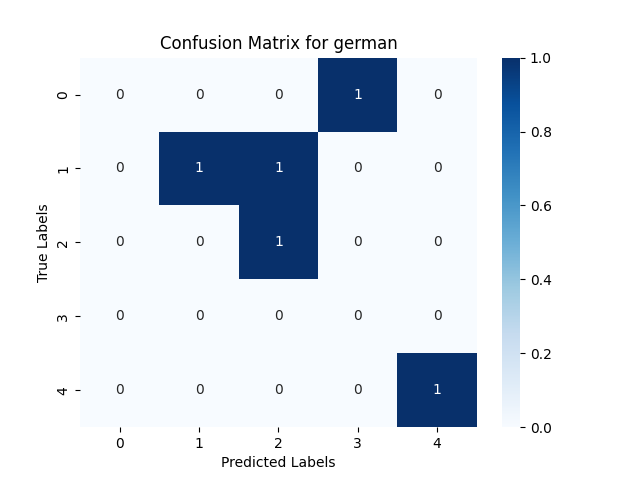 Confusion Matrix for german
True Labels
0 0 0 0 1 0
1 0 1 1 0 0
2 0 0 1 0 0
3 0 0 0 0 0
4 0 0 0 0 1
0 1 2 3 4
Predicted Labels
1.0
0.8
0.6
0.4
0.2
0.0